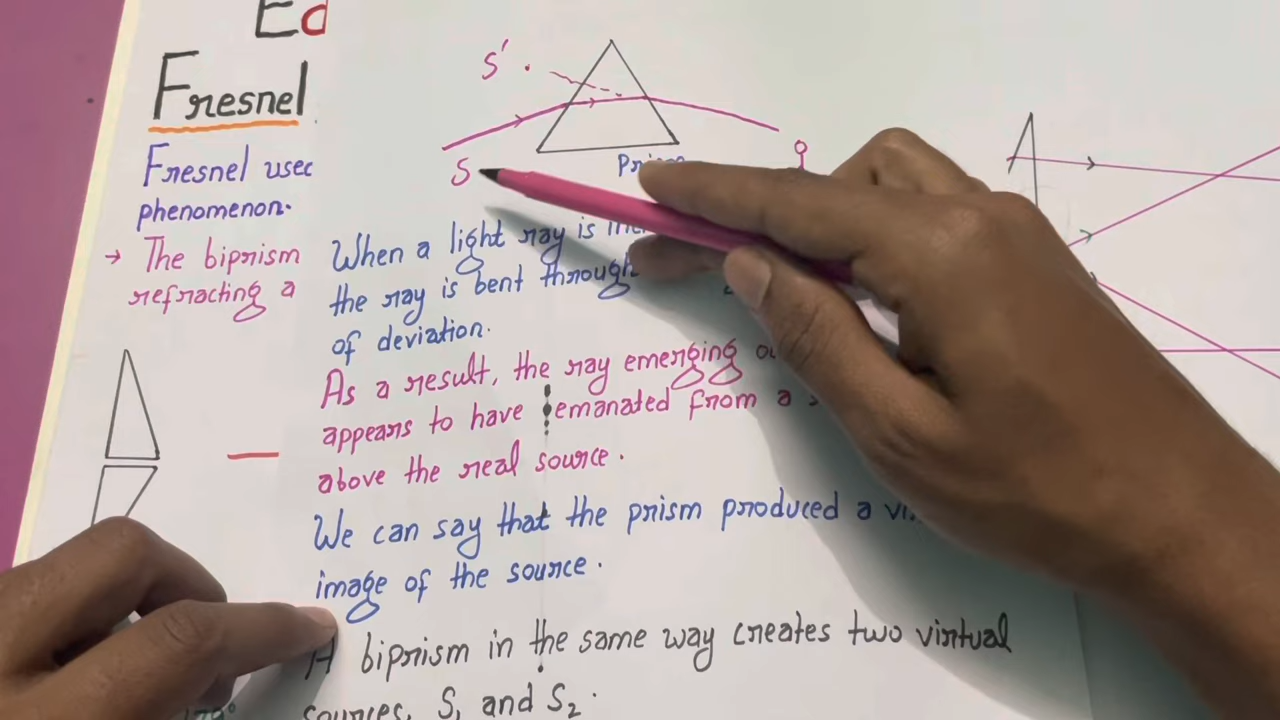 Ed
Fresnel
Fresnel used
phenomenon.
→ The biprism
refracting a
S'
S
When a light ray is
the ray is bent through
of deviation.
As a result, the ray emerging
appears to have emanated from a
above the real source.
We can say that the prism produced a
image of the source.
A biprism in the same way creates two virtual
sources, S1 and S2.